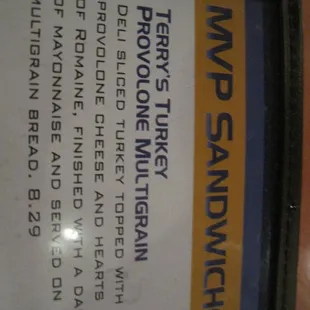 MVP SANDWICH
TERRY'S TURKEY
PROVOLONE MULTIGRAIN
DELI SLICED TURKEY TOPPED WITH
PROVOLONE CHEESE AND HEARTS
OF ROMAINE, FINISHED WITH A DA
OF MAYONNAISE AND SERVED ON
MULTIGRAIN BREAD. 8.29